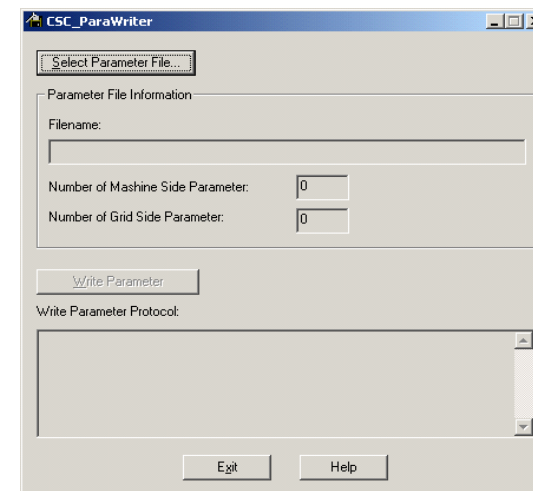 CSC_ParaWriter
Select Parameter File...
Parameter File Information
Filename:
Number of Mashine Side Parameter: 0
Number of Grid Side Parameter: 0
Write Parameter
Write Parameter Protocol:
Exit Help